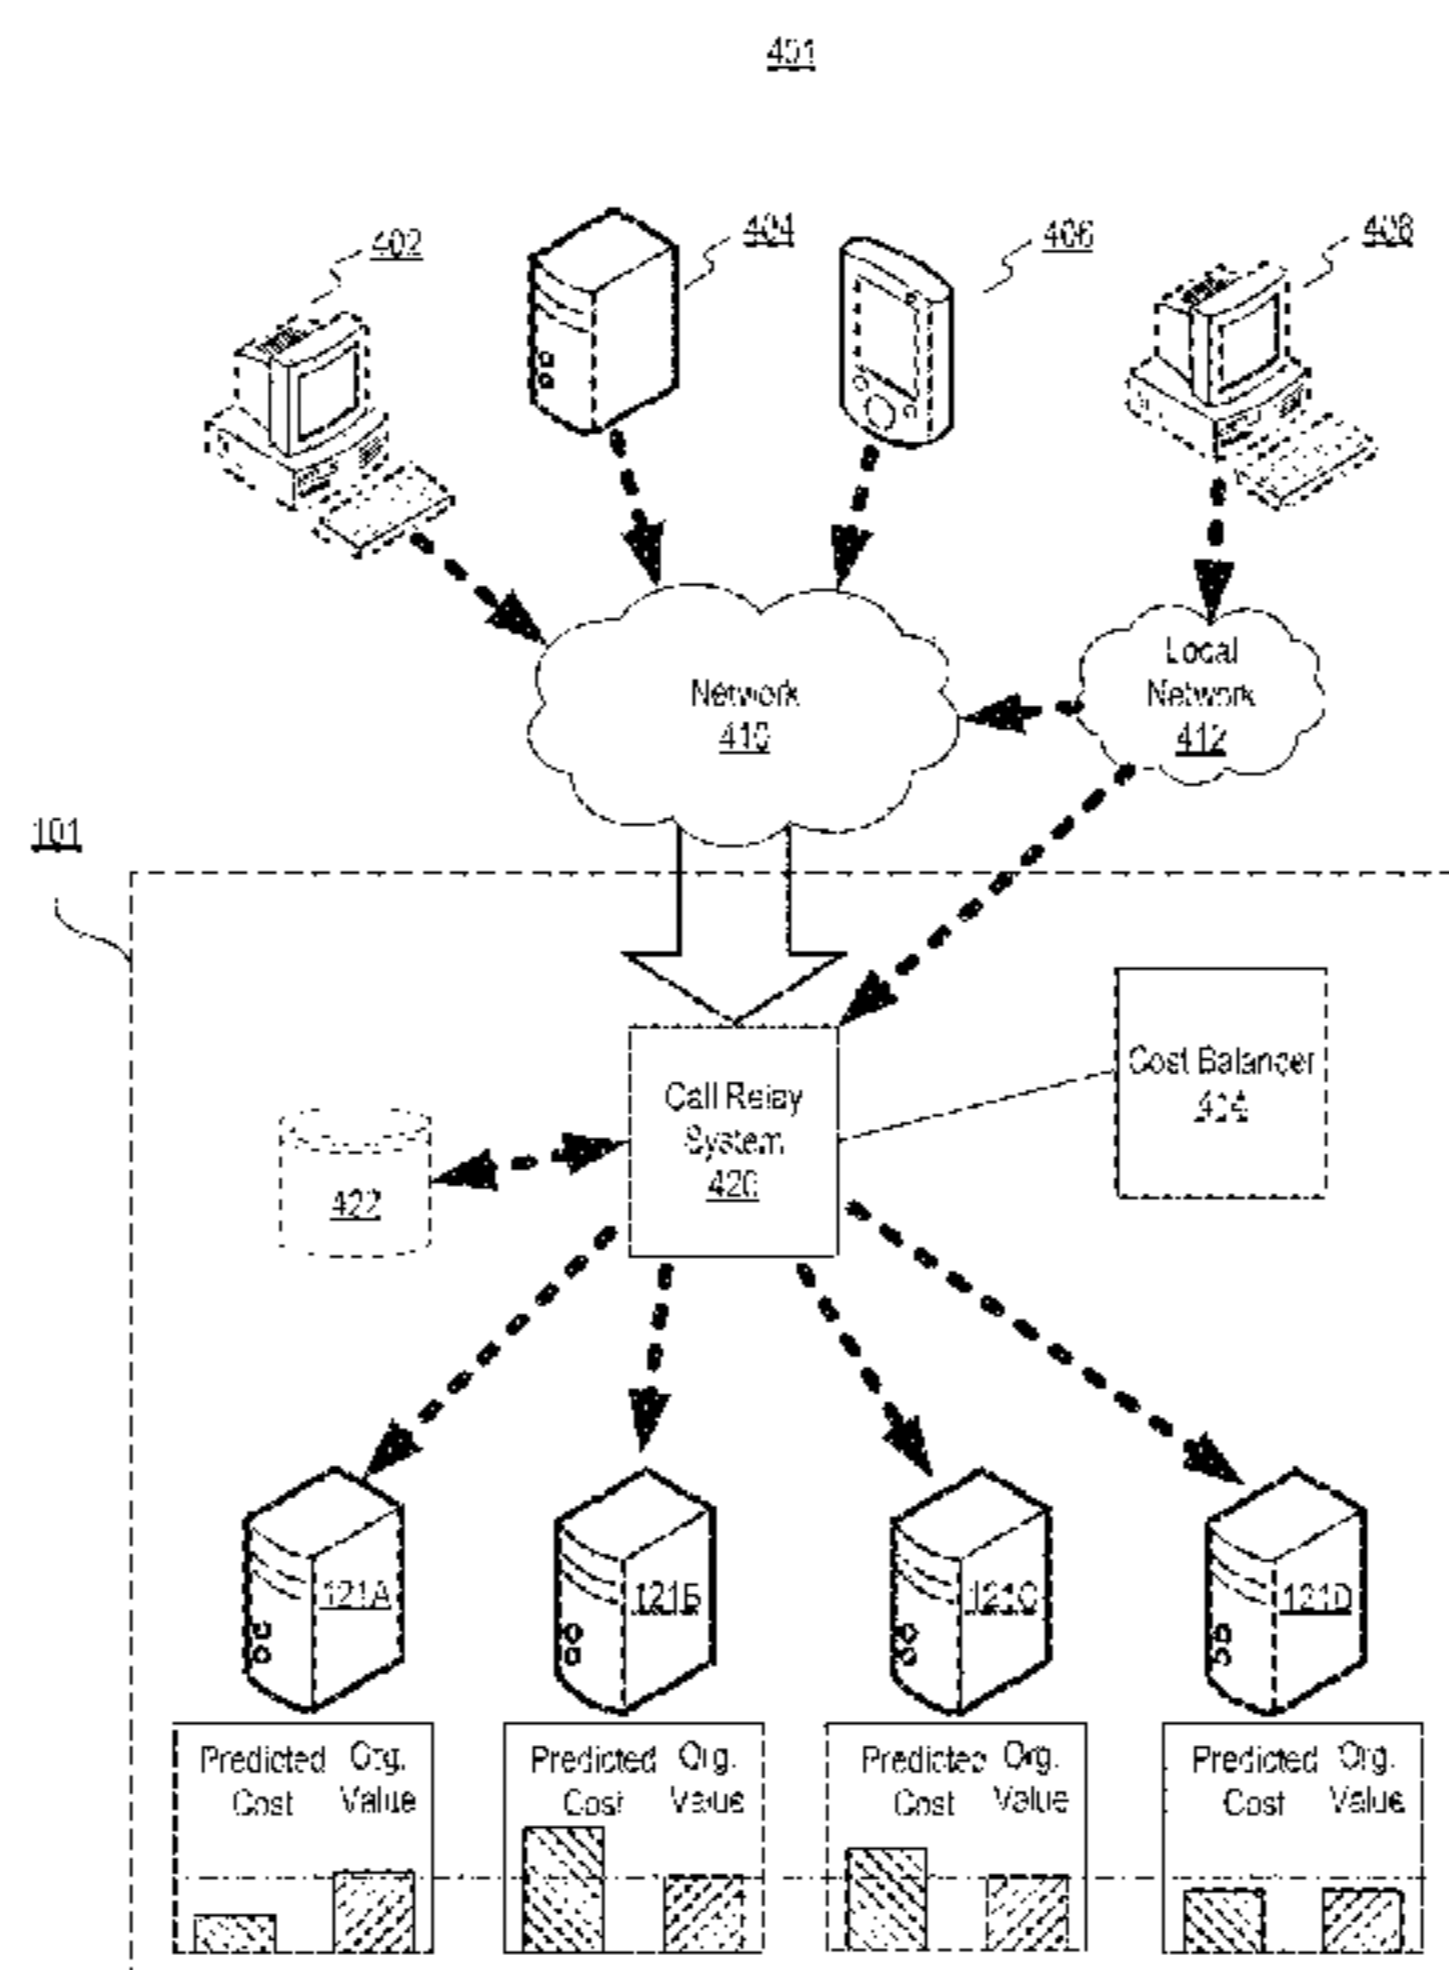 401
402
404
406
408
Local
Network
412
Network
410
101
Cost Balancer
414
Call Relay
System
420
422
121A
121B
121C
121D
Predicted Org.
Cost Value
Predicted Org.
Cost Value
Predicted Org.
Cost Value
Predicted Org.
Cost Value